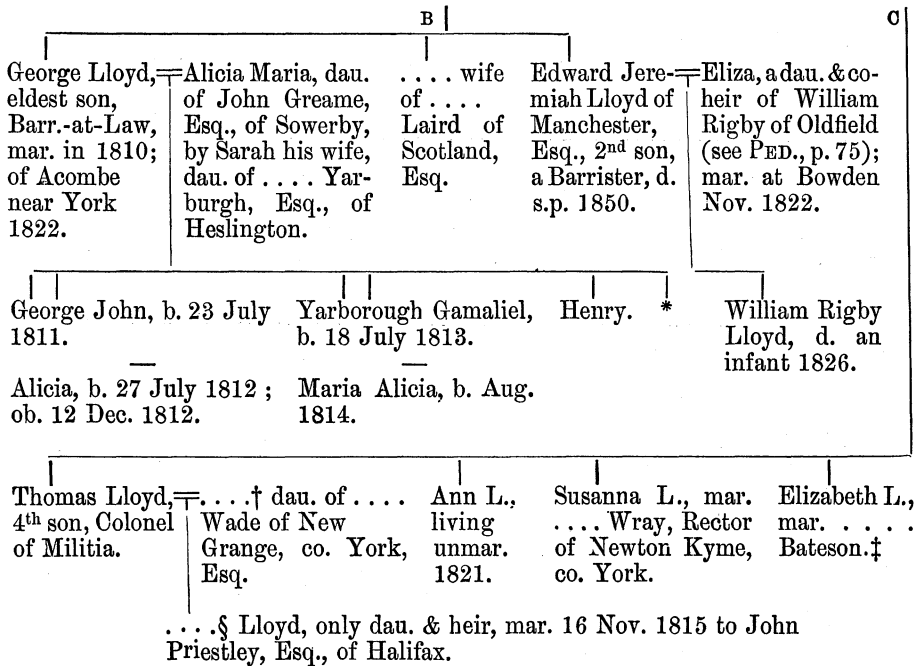 B
C
George Lloyd,
eldest son,
Barr.-at-Law,
mar. in 1810;
of Acombe
near York
1822.
Alicia Maria, dau.
of John Greame,
Esq., of Sowerby,
by Sarah his wife,
dau. of . . . . Yar-
burgh, Esq., of
Heslington.
. . . . wife
of . . . .
Laird of
Scotland,
Esq.
Edward Jere-
miah Lloyd of
Manchester,
Esq., 2nd son,
a Barrister, d.
s.p. 1850.
Eliza, a dau. & co-
heir of William
Rigby of Oldfield
(see PED., p. 75);
mar. at Bowden
Nov. 1822.
George John, b. 23 July
1811.
Alicia, b. 27 July 1812 ;
ob. 12 Dec. 1812.
Yarborough Gamaliel,
b. 18 July 1813.
Maria Alicia, b. Aug.
1814.
Henry.
*
William Rigby
Lloyd, d. an
infant 1826.
Thomas Lloyd,
4th son, Colonel
of Militia.
. . . .† dau. of . . . .
Wade of New
Grange, co. York,
Esq.
Ann L.,
living
unmar.
1821.
Susanna L., mar.
. . . . Wray, Rector
of Newton Kyme,
co. York.
Elizabeth L.,
mar. . . . . .
Bateson.‡
. . . .§ Lloyd, only dau. & heir, mar. 16 Nov. 1815 to John
Priestley, Esq., of Halifax.